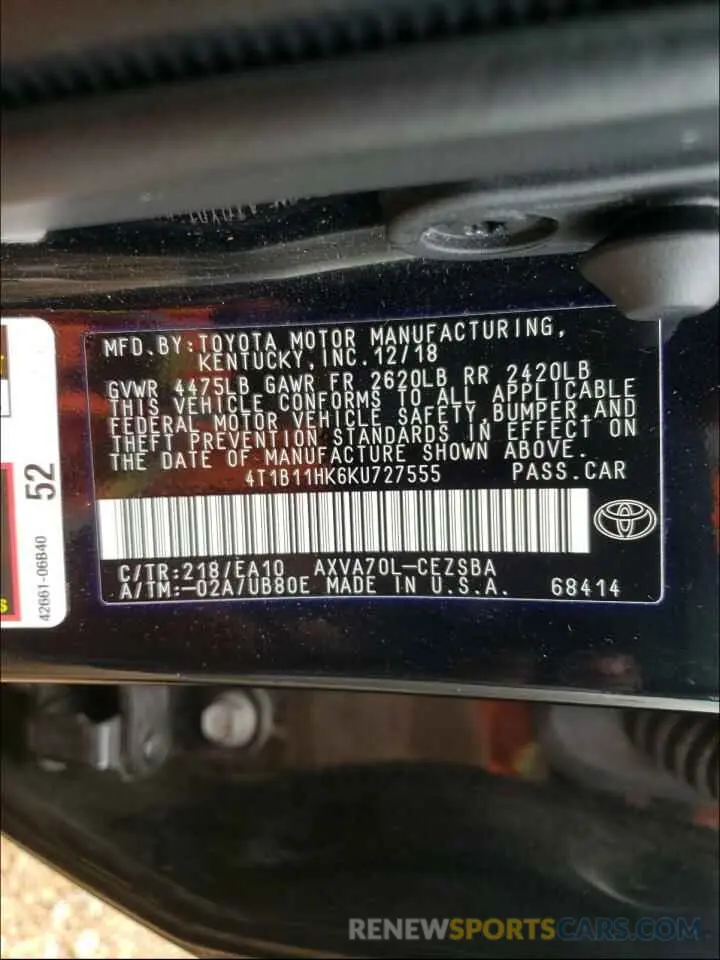 MFD.BY:TOYOTA MOTOR MANUFACTURING,
KENTUCKY,INC.12/18
GVWR 4475LB GAWR FR 2620LB RR 2420LB
THIS VEHICLE CONFORMS TO ALL APPLICABLE
FEDERAL MOTOR VEHICLE SAFETY,BUMPER,AND
THEFT PREVENTION STANDARDS IN EFFECT ON
THE DATE OF MANUFACTURE SHOWN ABOVE.
4T1B11HK6KU727555 PASS.CAR
C/TR:218/EA10 AXVA70L-CEZSBA
A/TM:-02A/UB80E MADE IN U.S.A. 68414
52
42661-06B40
RENEWSPORTSCARS.COM